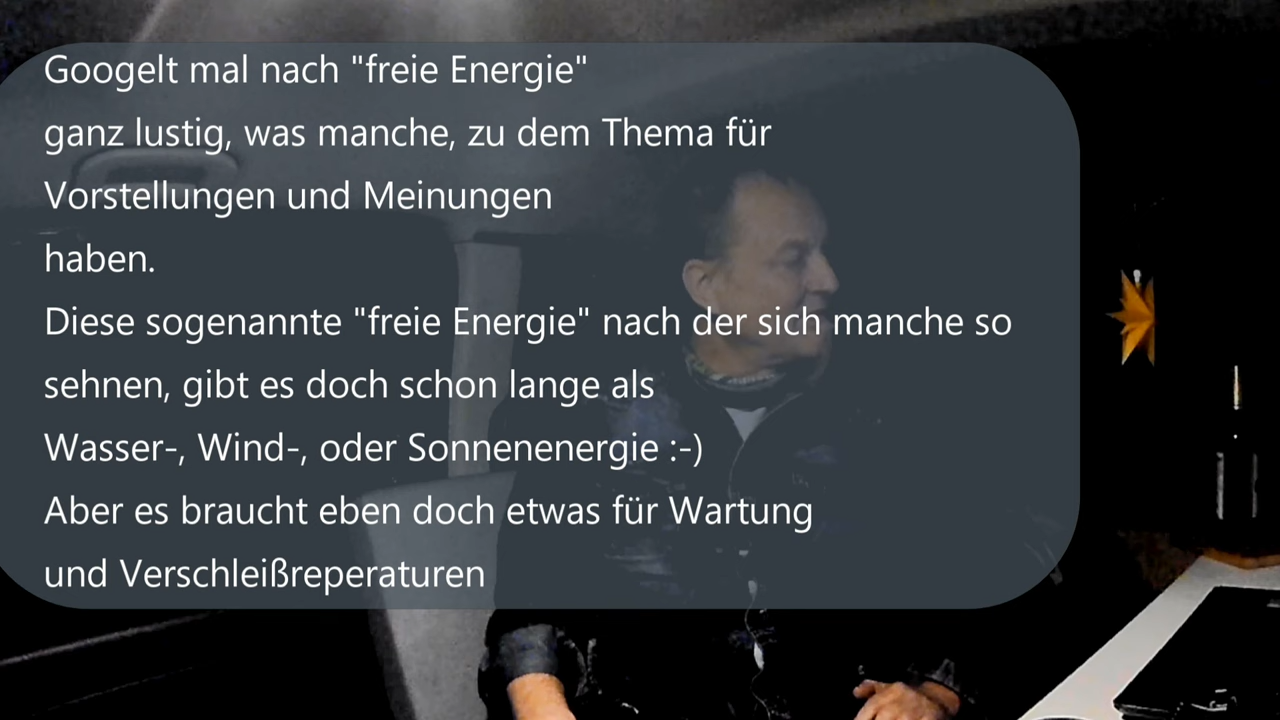 Googelt mal nach "freie Energie"
ganz lustig, was manche, zu dem Thema für
Vorstellungen und Meinungen
haben.
Diese sogenannte "freie Energie" nach der sich manche so
sehnen, gibt es doch schon lange als
Wasser-, Wind-, oder Sonnenenergie :-)
Aber es braucht eben doch etwas für Wartung
und Verschleißreperaturen